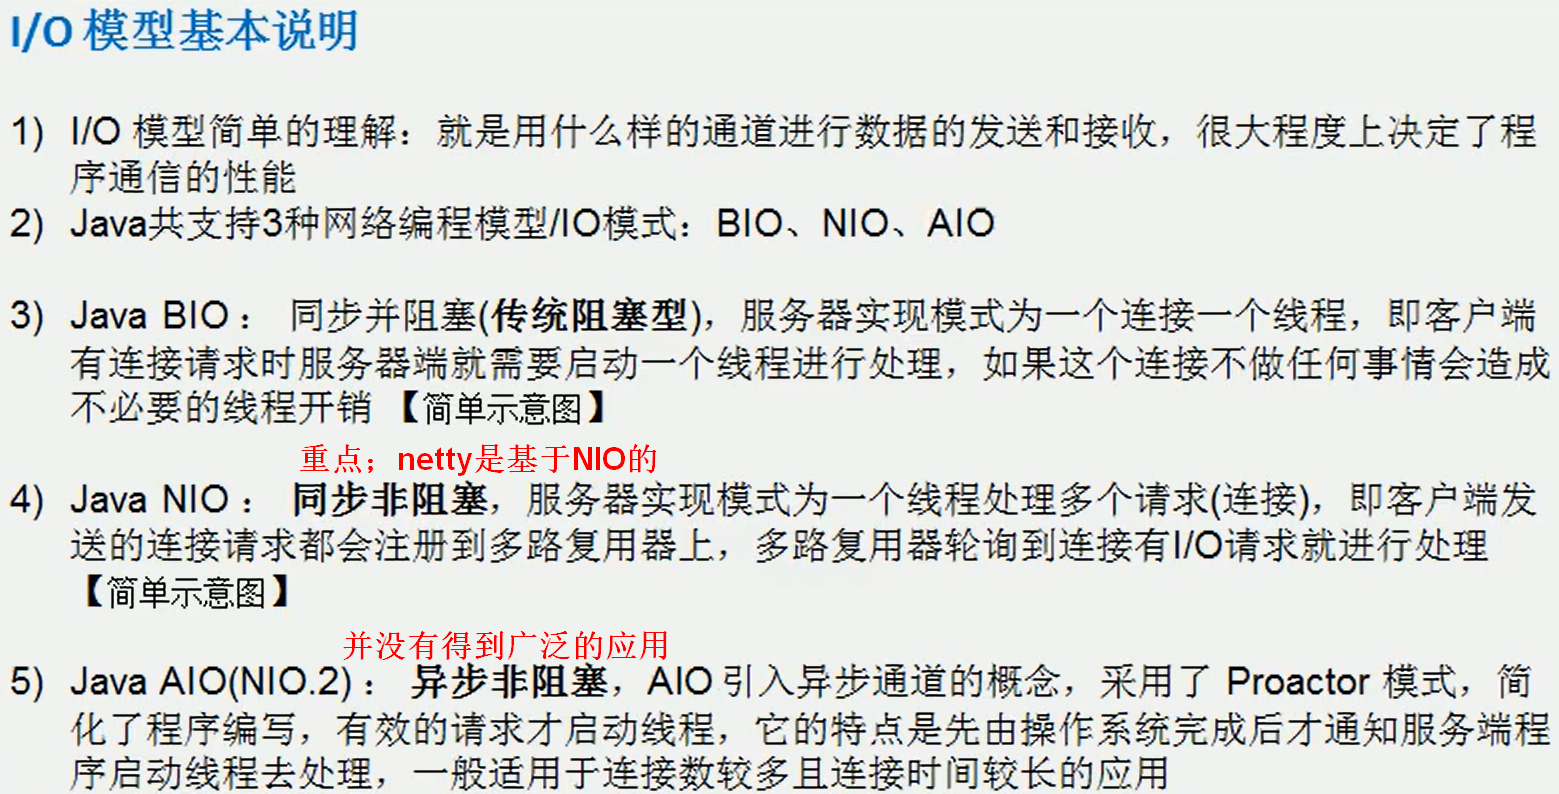 I/O 模型基本说明
1) I/O 模型简单的理解：就是用什么样的通道进行数据的发送和接收，很大程度上决定了程
序通信的性能
2) Java共支持3种网络编程模型/IO模式：BIO、NIO、AIO
3) Java BIO： 同步并阻塞(传统阻塞型)，服务器实现模式为一个连接一个线程，即客户端
有连接请求时服务器端就需要启动一个线程进行处理，如果这个连接不做任何事情会造成
不必要的线程开销 【简单示意图】
重点；netty是基于NIO的
4) Java NIO： 同步非阻塞，服务器实现模式为一个线程处理多个请求(连接)，即客户端发
送的连接请求都会注册到多路复用器上，多路复用器轮询到连接有I/O请求就进行处理
【简单示意图】
并没有得到广泛的应用
5) Java AIO(NIO.2)： 异步非阻塞，AIO 引入异步通道的概念，采用了 Proactor 模式，简
化了程序编写，有效的请求才启动线程，它的特点是先由操作系统完成后才通知服务端程
序启动线程去处理，一般适用于连接数较多且连接时间较长的应用